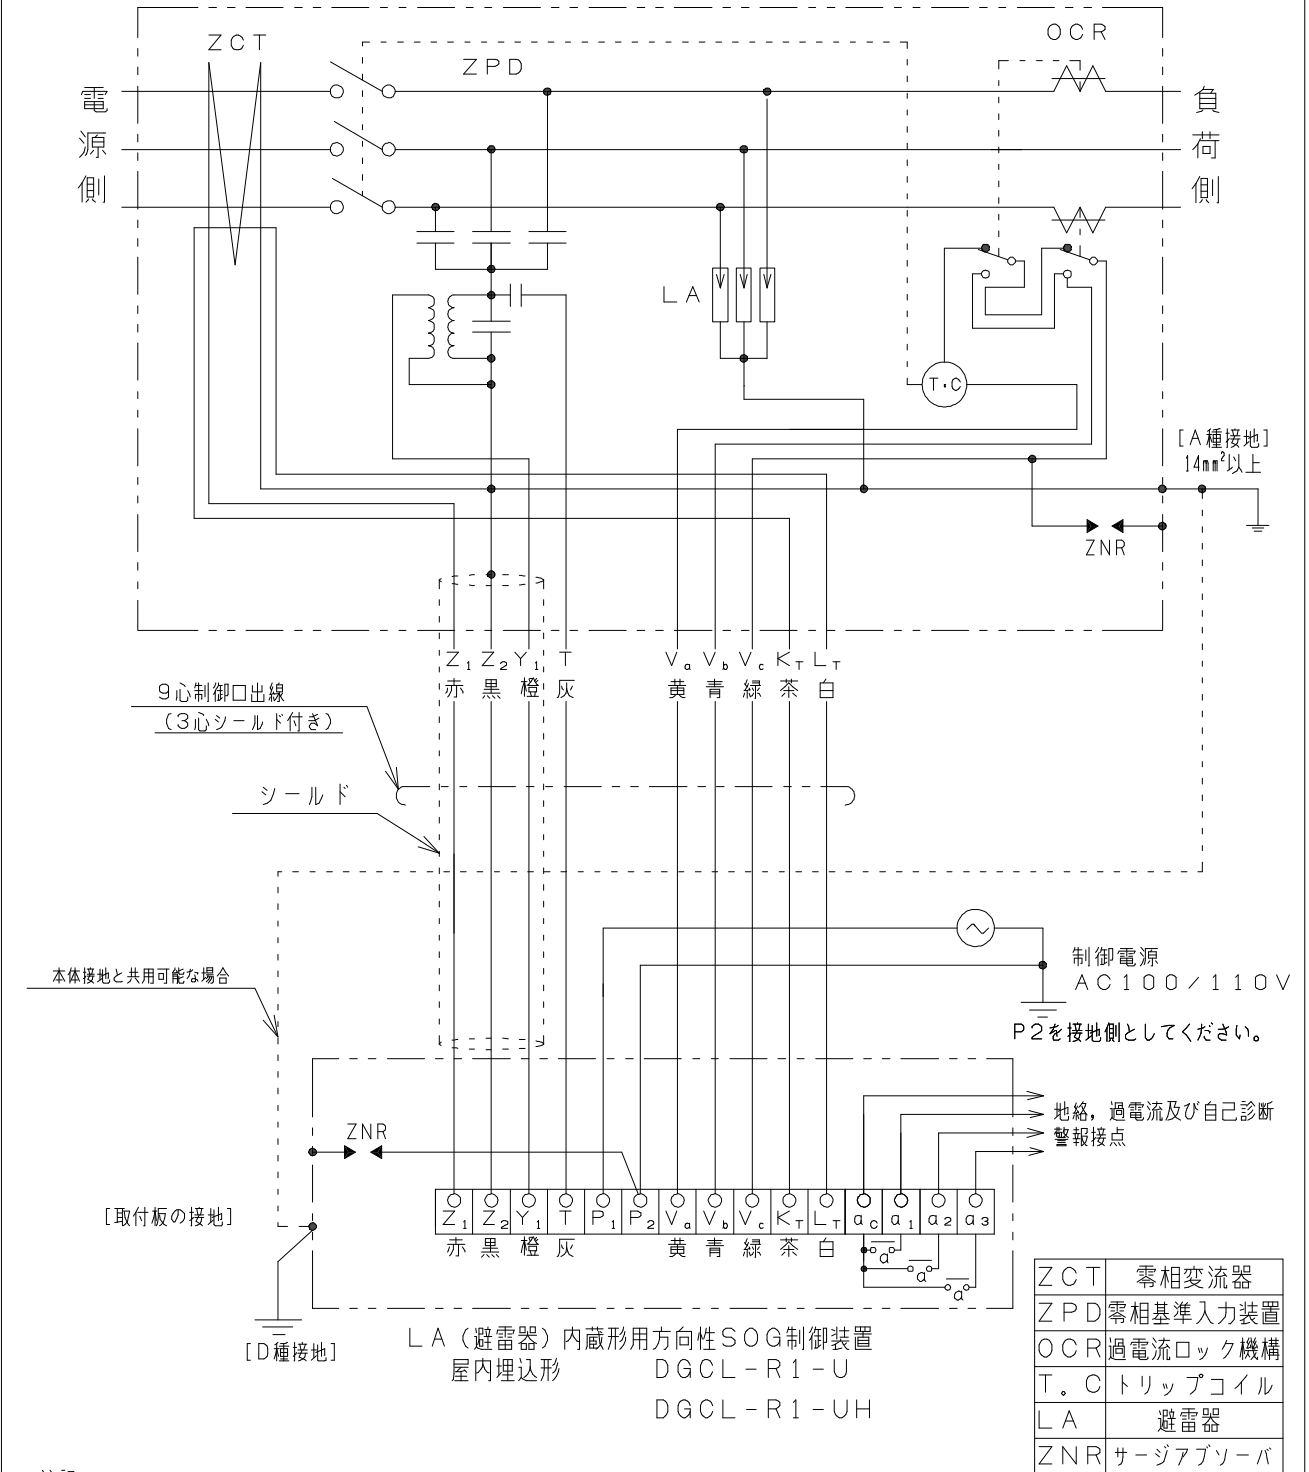 ZCT
ZPD
OCR
電源側
負荷側
LA
T・C
[A種接地]
14mm²以上
ZNR
Z₁ Z₂ Y₁ T Vₐ V_b V_c K_T L_T
赤 黒 橙 灰 黄 青 緑 茶 白
9心制御口出線
(3心シールド付き)
シールド
本体接地と共用可能な場合
制御電源
AC100/110V
P2を接地側としてください。
地絡，過電流及び自己診断
警報接点
ZNR
[取付板の接地]
Z₁ Z₂ Y₁ T P₁ P₂ Vₐ V_b V_c K_T L_T a_c a₁ a₂ a₃
赤 黒 橙 灰 黄 青 緑 茶 白
a
a
a
[D種接地]
LA（避雷器）内蔵形用方向性SOG制御装置
屋内埋込形 DGCL-R1-U
DGCL-R1-UH
ZCT 零相変流器
ZPD 零相基準入力装置
OCR 過電流ロック機構
T。C トリップコイル
LA 避雷器
ZNR サージアブソーバ